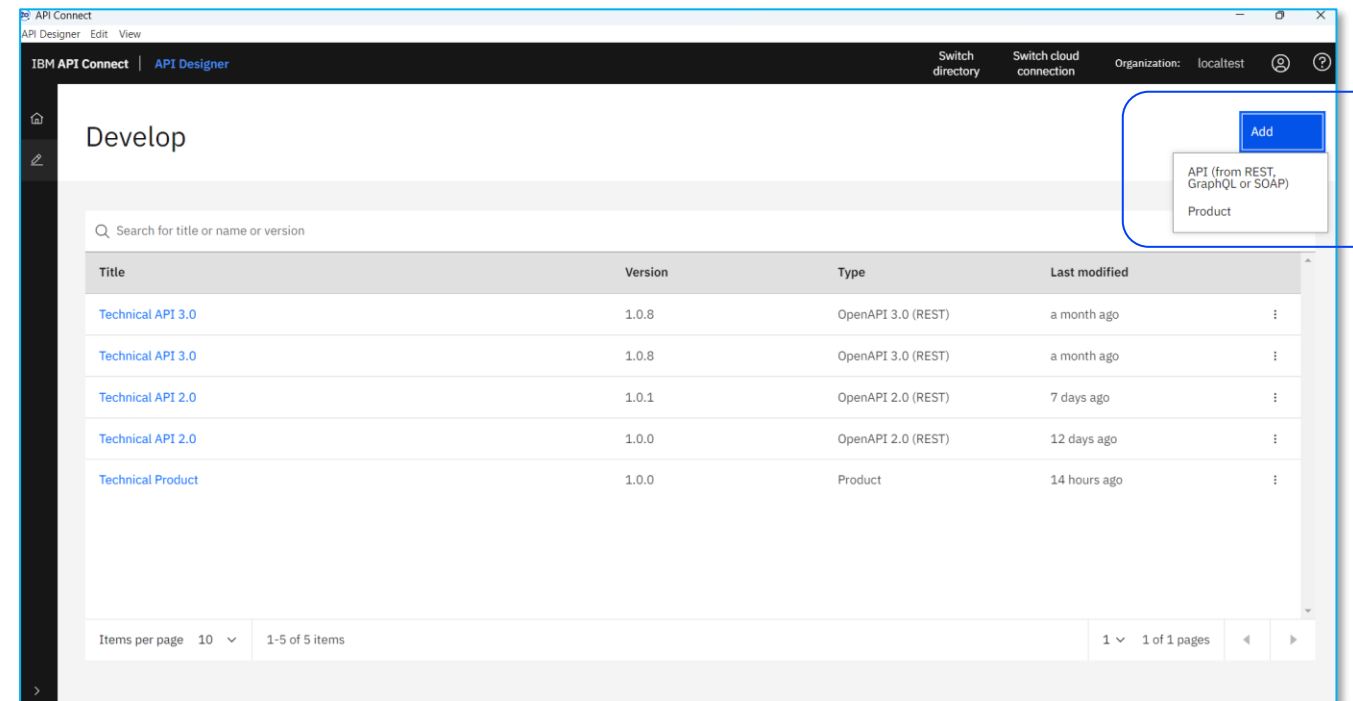 API Connect
API Designer Edit View
IBM API Connect API Designer
Switch directory
Switch cloud connection
Organization: localtest
Develop
Add
API (from REST,
GraphQL or SOAP)
Product
Search for title or name or version
Title Version Type Last modified
Technical API 3.0 1.0.8 OpenAPI 3.0 (REST) a month ago
Technical API 3.0 1.0.8 OpenAPI 3.0 (REST) a month ago
Technical API 2.0 1.0.1 OpenAPI 2.0 (REST) 7 days ago
Technical API 2.0 1.0.0 OpenAPI 2.0 (REST) 12 days ago
Technical Product 1.0.0 Product 14 hours ago
Items per page 10 1-5 of 5 items 1 1 of 1 pages